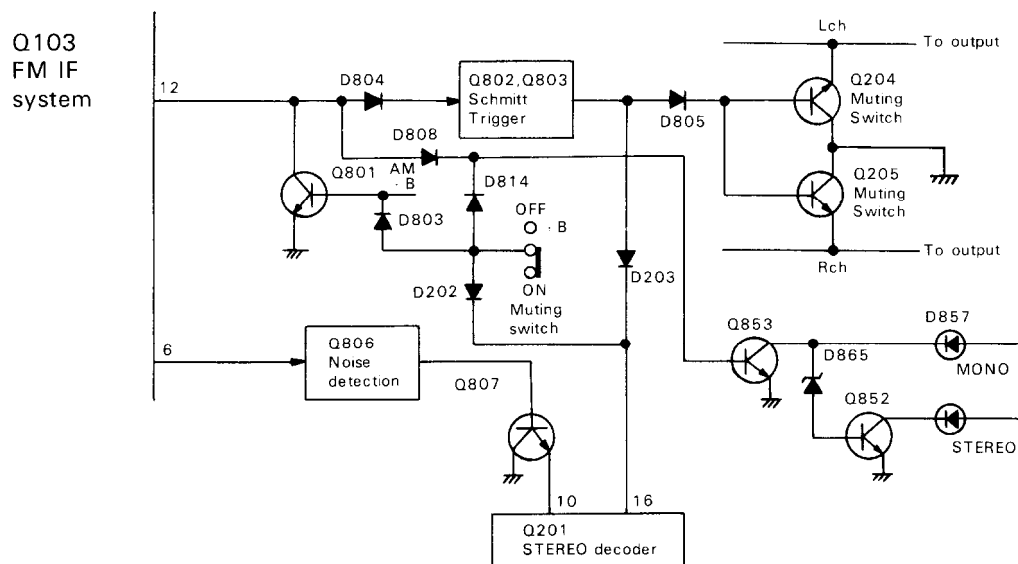 Q103
FM IF
system
12
D804
Q802, Q803
Schmitt
Trigger
D805
Lch
To output
Q204
Muting
Switch
D808
Q801
AM
· B
D803
D814
OFF
· B
D202
ON
Muting
switch
D203
Q205
Muting
Switch
To output
Rch
6
Q806
Noise
detection
Q807
Q853
D865
D857
MONO
Q852
STEREO
10
16
Q201
STEREO decoder